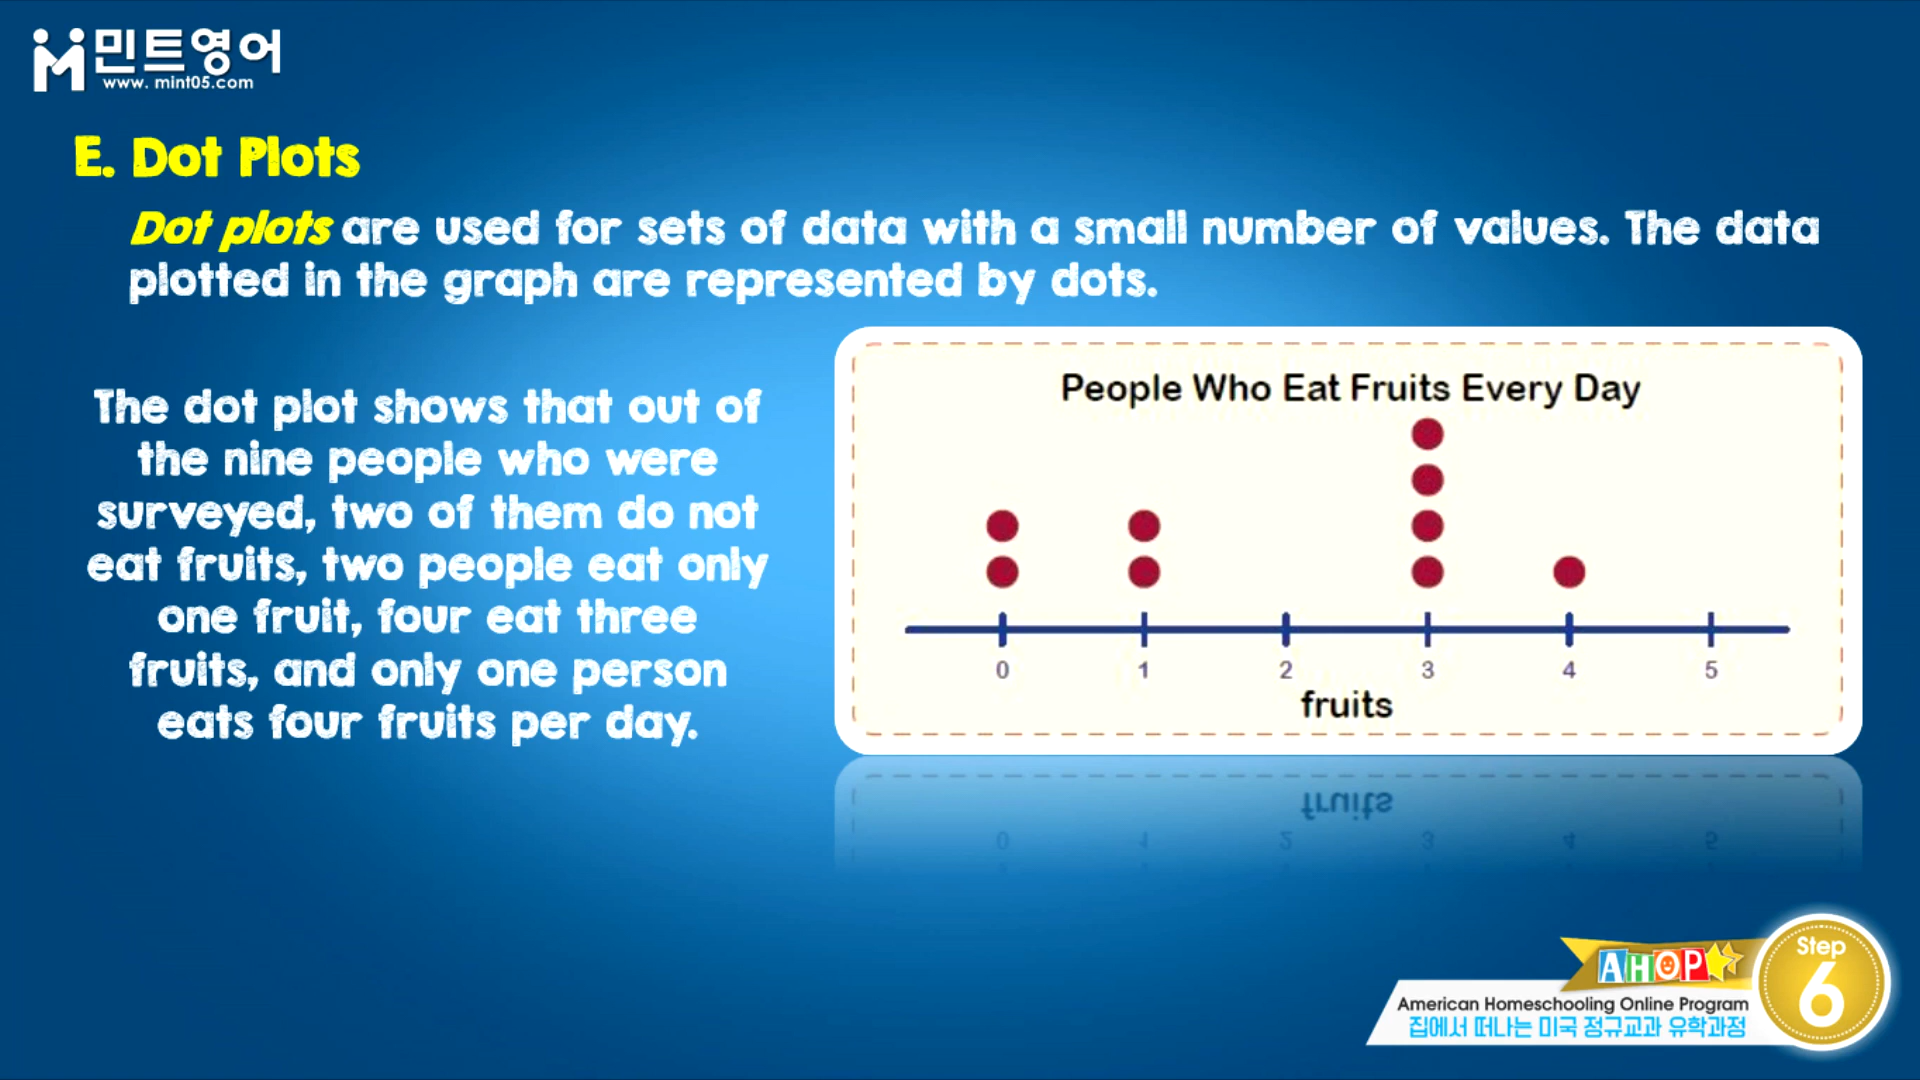 민트영어
www. mint05.com
E. Dot Plots
Dot plots are used for sets of data with a small number of values. The data
plotted in the graph are represented by dots.
The dot plot shows that out of
the nine people who were
surveyed, two of them do not
eat fruits, two people eat only
one fruit, four eat three
fruits, and only one person
eats four fruits per day.
People Who Eat Fruits Every Day
0 1 2 3 4 5
fruits
AHOP
Step
6
American Homeschooling Online Program
집에서 떠나는 미국 정규교과 유학과정